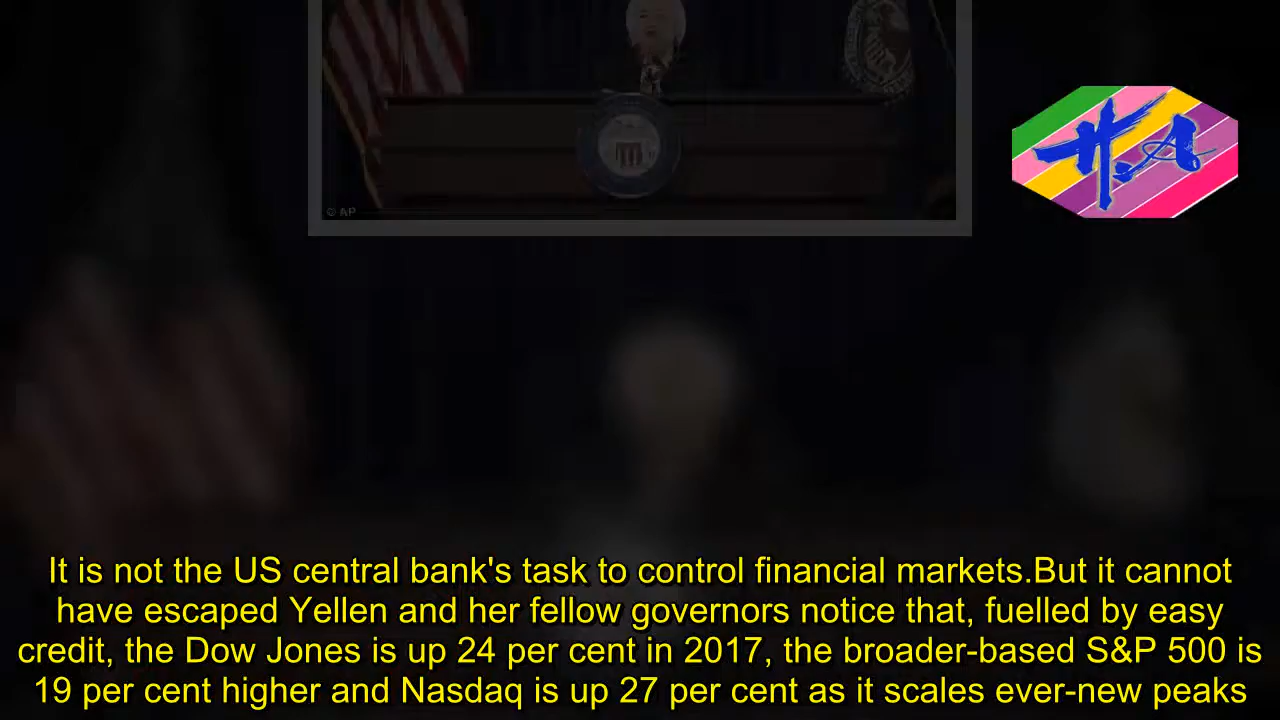 © AP
H.A
It is not the US central bank's task to control financial markets.But it cannot
have escaped Yellen and her fellow governors notice that, fuelled by easy
credit, the Dow Jones is up 24 per cent in 2017, the broader-based S&P 500 is
19 per cent higher and Nasdaq is up 27 per cent as it scales ever-new peaks